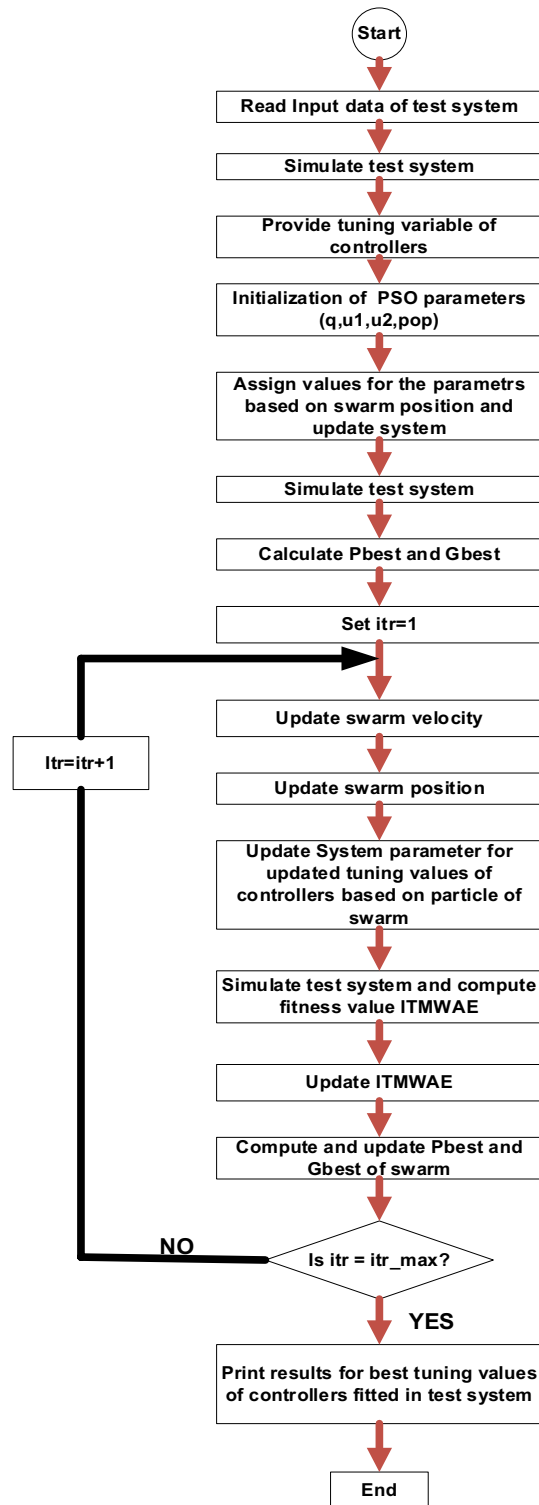 Start
Read Input data of test system
Simulate test system
Provide tuning variable of
controllers
Initialization of PSO parameters
(q,u1,u2,pop)
Assign values for the parametrs
based on swarm position and
update system
Simulate test system
Calculate Pbest and Gbest
Set itr=1
Update swarm velocity
Itr=itr+1
Update swarm position
Update System parameter for
updated tuning values of
controllers based on particle of
swarm
Simulate test system and compute
fitness value ITMWAE
Update ITMWAE
Compute and update Pbest and
Gbest of swarm
NO
Is itr = itr_max?
YES
Print results for best tuning values
of controllers fitted in test system
End